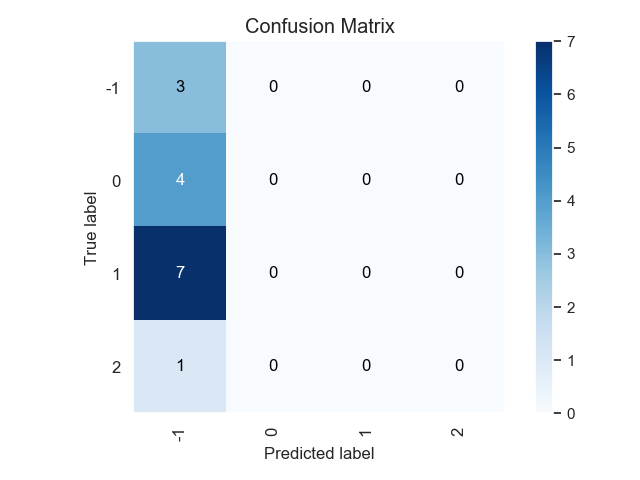 Confusion Matrix
-1 3 0 0 0
0 4 0 0 0
1 7 0 0 0
2 1 0 0 0
-1 0 1 2
True label
Predicted label
7
6
5
4
3
2
1
0